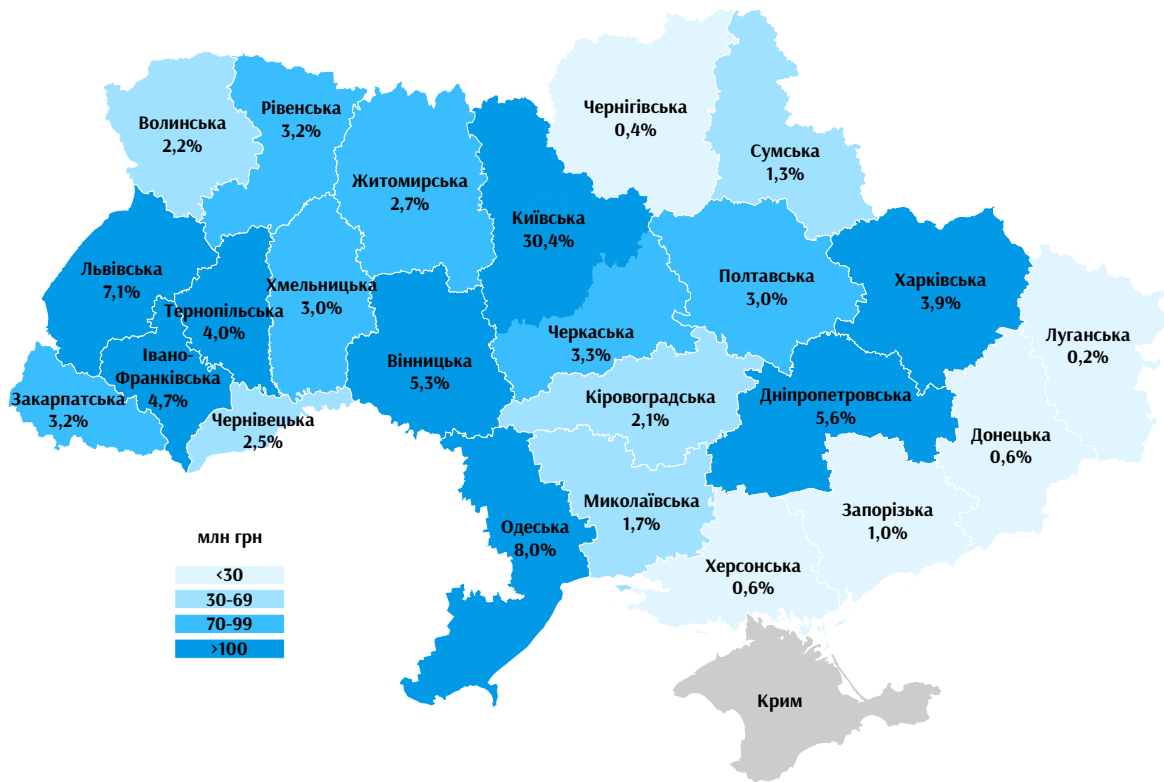 Чернігівська
0,4%
Рівенська
3,2%
Волинська
2,2%
Сумська
1,3%
Житомирська
2,7%
Київська
30,4%
Львівська
7,1%
Тернопільська
4,0%
Хмельницька
3,0%
Полтавська
3,0%
Харківська
3,9%
Черкаська
3,3%
Луганська
0,2%
Вінницька
5,3%
Івано-
Франківська
4,7%
Закарпатська
3,2%
Чернівецька
2,5%
Кіровоградська
2,1%
Дніпропетровська
5,6%
Донецька
0,6%
Миколаївська
1,7%
Запорізька
1,0%
Одеська
8,0%
Херсонська
0,6%
млн грн
<30
30-69
70-99
>100
Крим